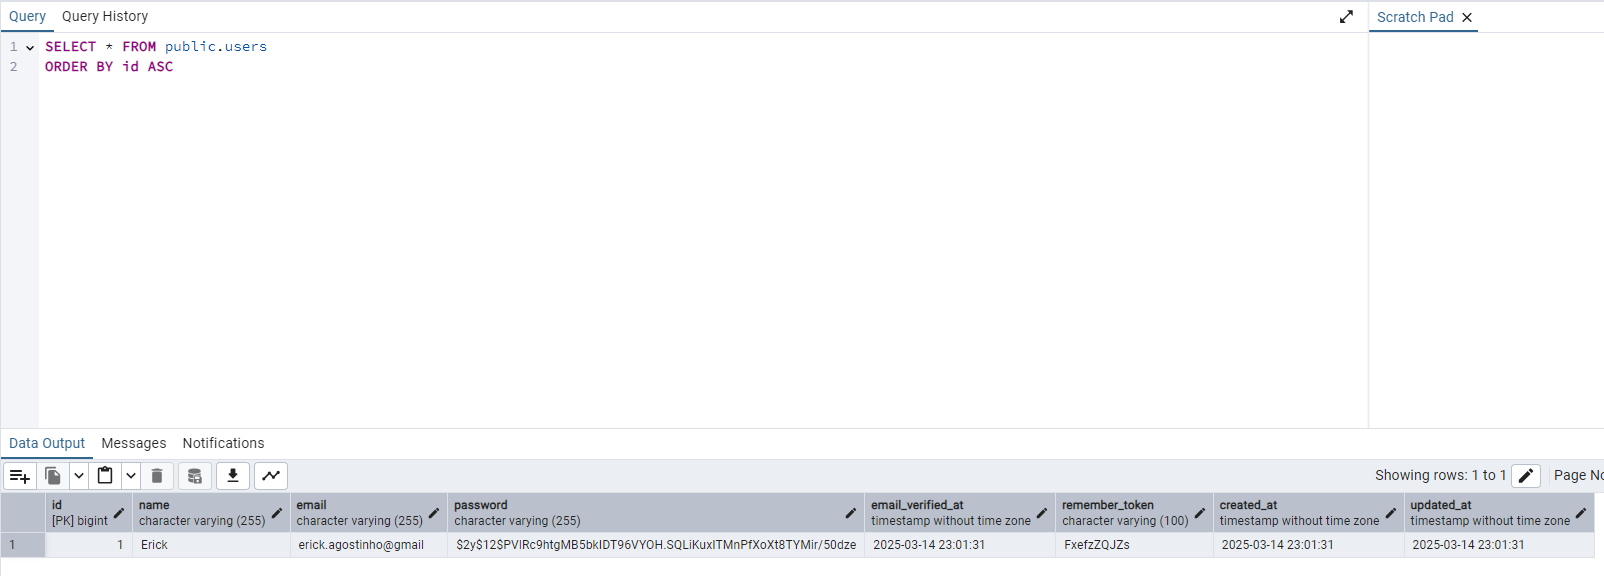 Query Query History Scratch Pad
1 SELECT * FROM public.users
2 ORDER BY id ASC
Data Output Messages Notifications
Showing rows: 1 to 1 Page No
id name email password email_verified_at remember_token created_at updated_at
[PK] bigint character varying (255) character varying (255) character varying (255) timestamp without time zone character varying (100) timestamp without time zone timestamp without time zone
1 1 Erick erick.agostinho@gmail $2y$12$PVIRc9htgMB5bkIDT96VYOH.SQLiKuxITMnPfXoXt8TYMir/50dze 2025-03-14 23:01:31 FxefzZQJZs 2025-03-14 23:01:31 2025-03-14 23:01:31